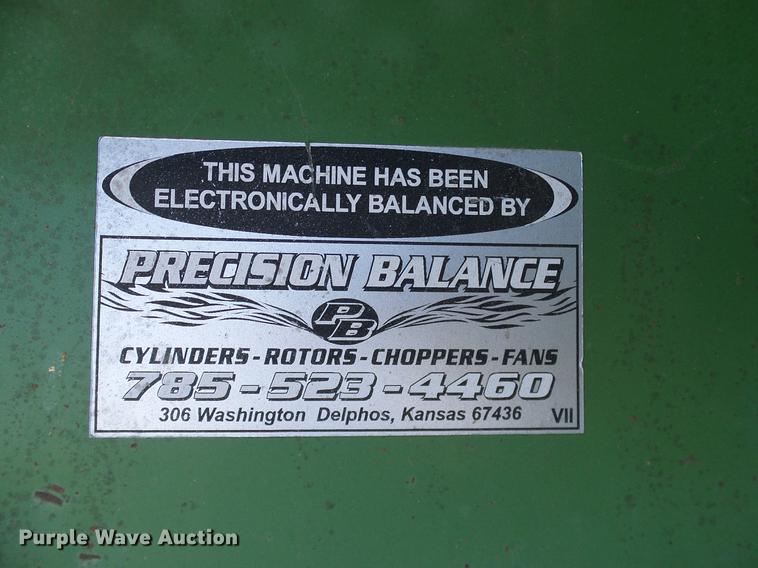 THIS MACHINE HAS BEEN
ELECTRONICALLY BALANCED BY
PRECISION BALANCE
PB
CYLINDERS-ROTORS-CHOPPERS-FANS
785-523-4460
306 Washington Delphos, Kansas 67436 VII
Purple Wave Auction